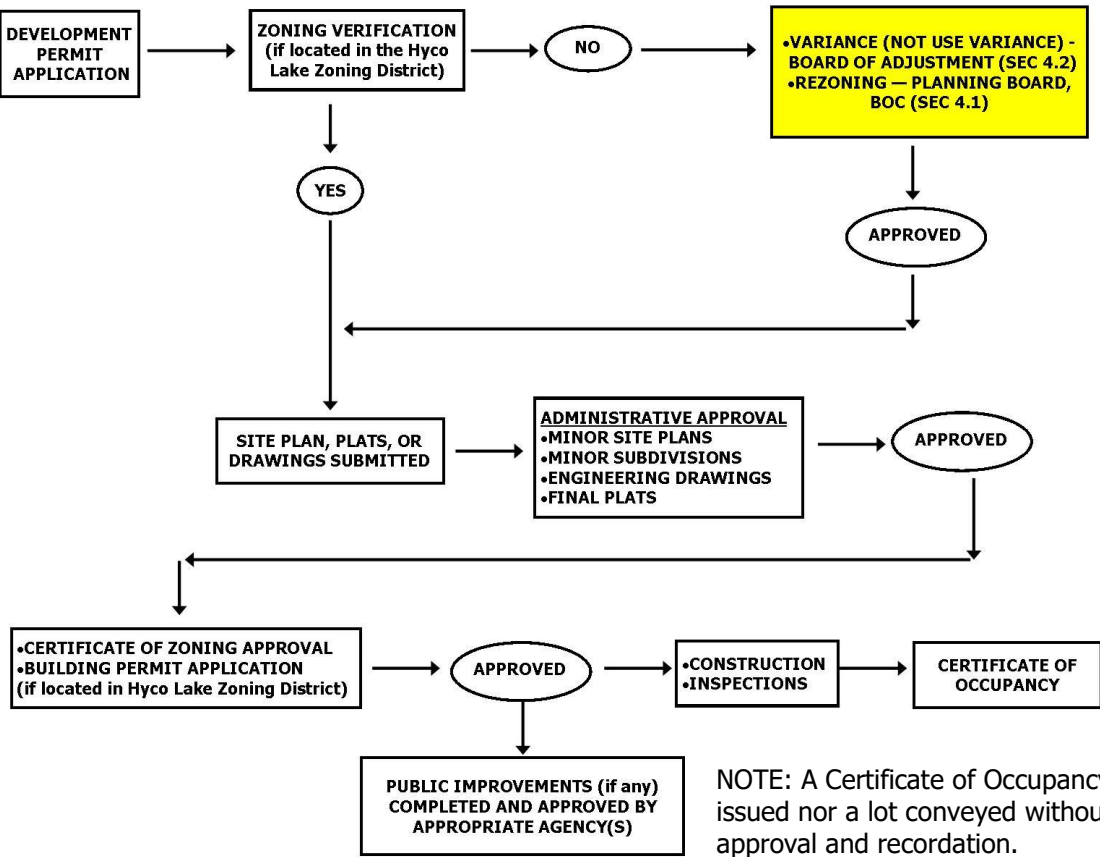 DEVELOPMENT
PERMIT
APPLICATION
ZONING VERIFICATION
(if located in the Hyco
Lake Zoning District)
NO
•VARIANCE (NOT USE VARIANCE) -
BOARD OF ADJUSTMENT (SEC 4.2)
•REZONING — PLANNING BOARD,
BOC (SEC 4.1)
YES
APPROVED
SITE PLAN, PLATS, OR
DRAWINGS SUBMITTED
ADMINISTRATIVE APPROVAL
•MINOR SITE PLANS
•MINOR SUBDIVISIONS
•ENGINEERING DRAWINGS
•FINAL PLATS
APPROVED
•CERTIFICATE OF ZONING APPROVAL
•BUILDING PERMIT APPLICATION
(if located in Hyco Lake Zoning District)
APPROVED
•CONSTRUCTION
•INSPECTIONS
CERTIFICATE OF
OCCUPANCY
PUBLIC IMPROVEMENTS (if any)
COMPLETED AND APPROVED BY
APPROPRIATE AGENCY(S)
NOTE: A Certificate of Occupancy
issued nor a lot conveyed withou
approval and recordation.